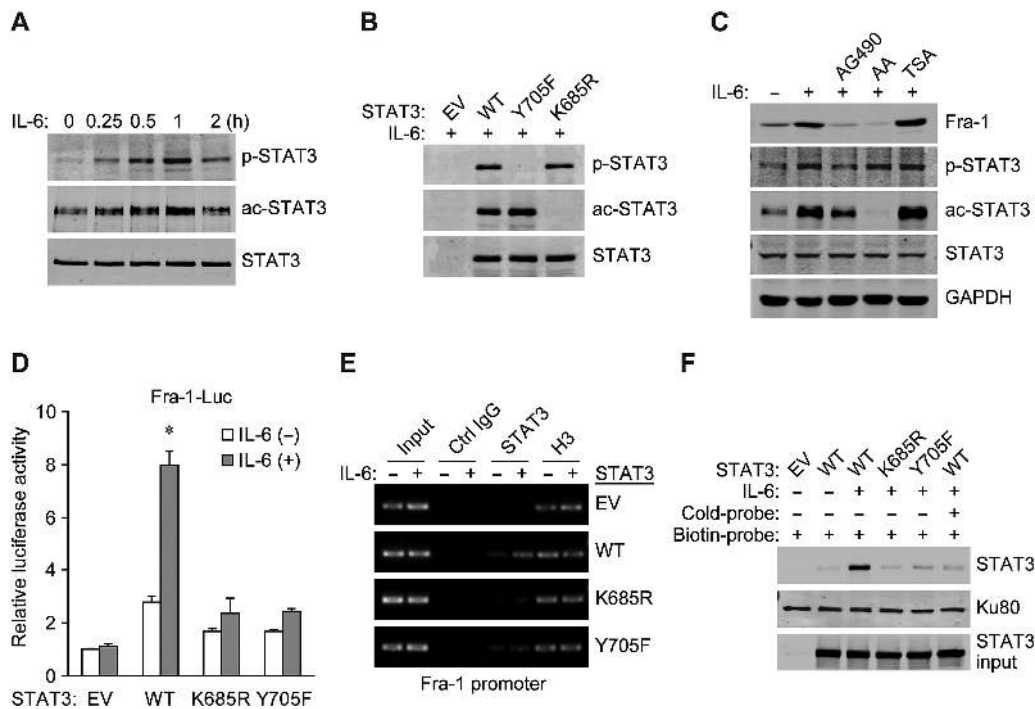 A
IL-6: 0 0.25 0.5 1 2 (h)
p-STAT3
ac-STAT3
STAT3
B
STAT3: EV WT Y705F K685R
IL-6: + + + +
p-STAT3
ac-STAT3
STAT3
C
AG490 AA TSA
IL-6: – + + + +
Fra-1
p-STAT3
ac-STAT3
STAT3
GAPDH
D
Fra-1-Luc
Relative luciferase activity
10
8
6
4
2
0
*
IL-6 (–)
IL-6 (+)
STAT3: EV WT K685R Y705F
E
Input Ctrl IgG STAT3 H3
IL-6: – + – + – + – + STAT3
EV
WT
K685R
Y705F
Fra-1 promoter
F
STAT3: EV WT WT K685R Y705F WT
IL-6: – – + + + +
Cold-probe: – – – – – +
Biotin-probe: + + + + + +
STAT3
Ku80
STAT3
input